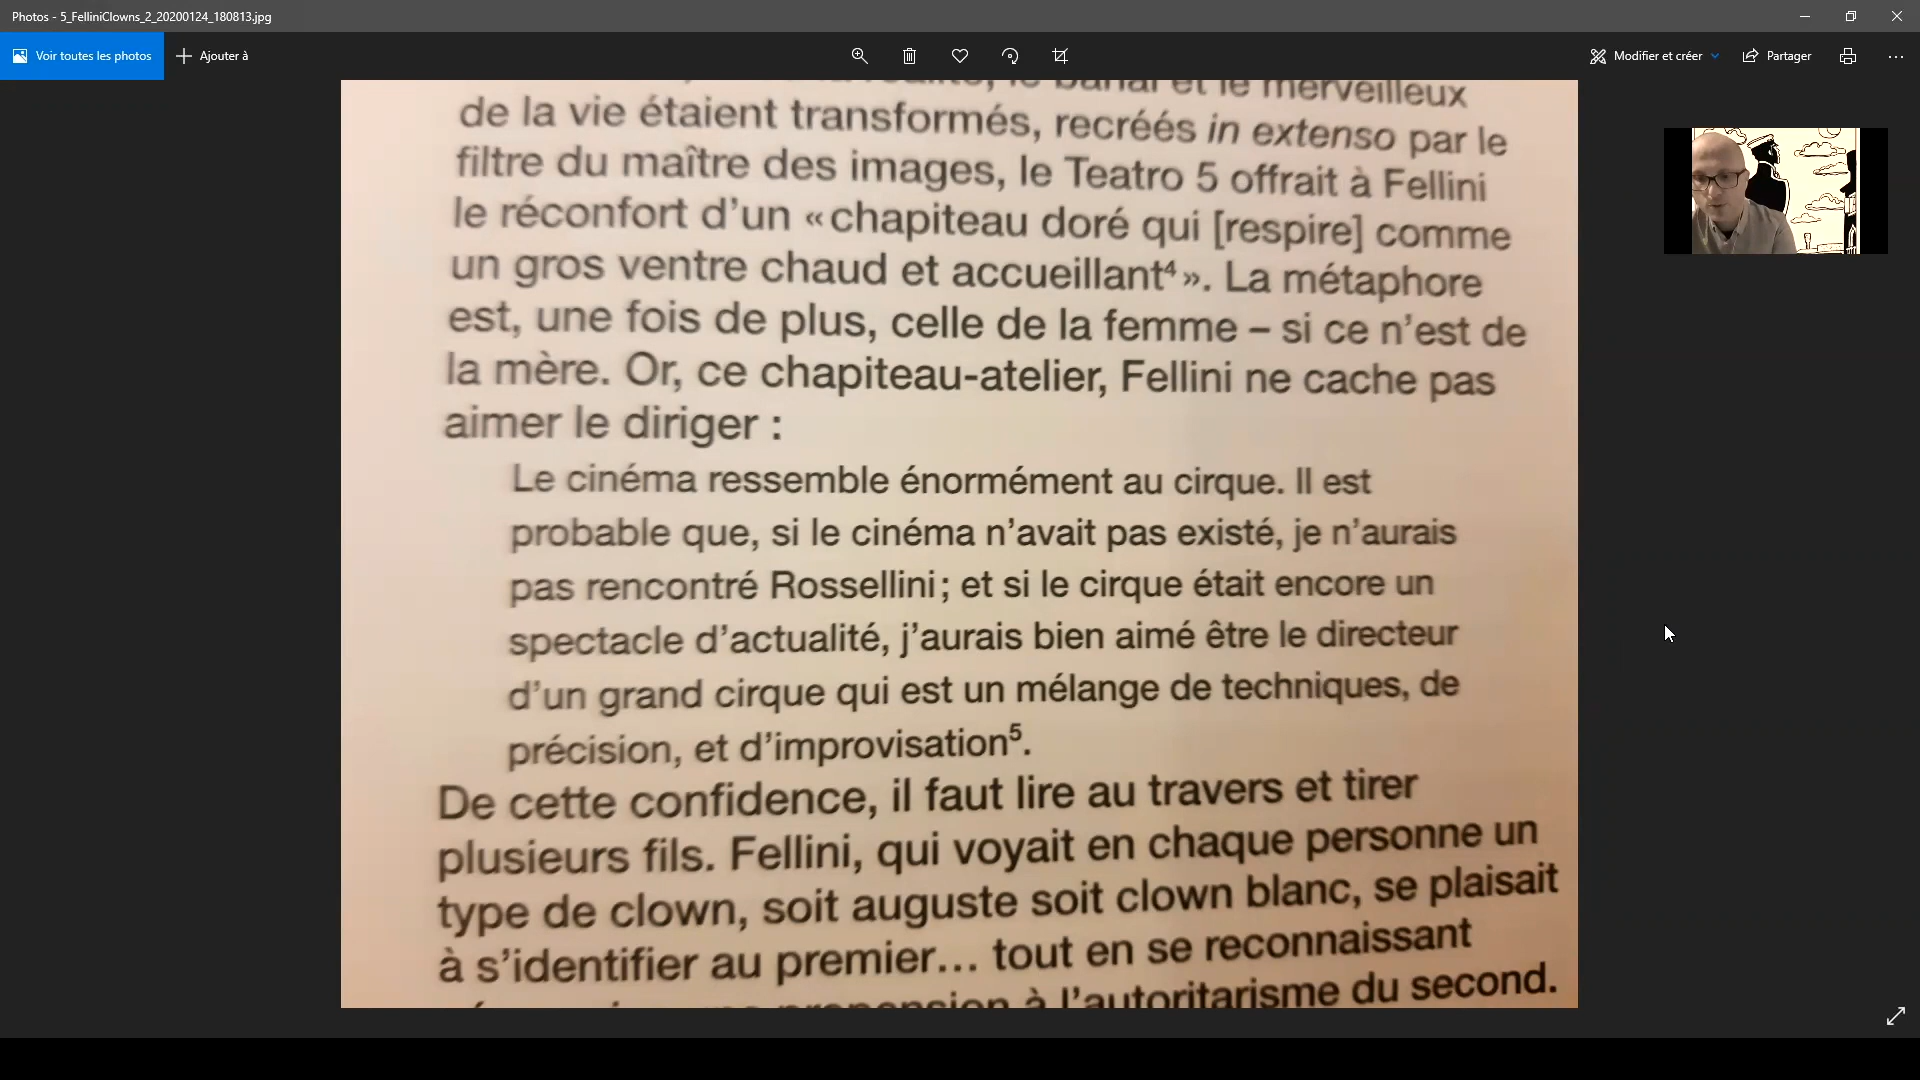 Photos - 5_FelliniClowns_2_20200124_180813.jpg
Voir toutes les photos
Ajouter à
Modifier et créer
Partager
le banal et le merveilleux
de la vie étaient transformés, recréés in extenso par le
filtre du maître des images, le Teatro 5 offrait à Fellini
le réconfort d’un «chapiteau doré qui [respire] comme
un gros ventre chaud et accueillant⁴». La métaphore
est, une fois de plus, celle de la femme – si ce n’est de
la mère. Or, ce chapiteau-atelier, Fellini ne cache pas
aimer le diriger :
Le cinéma ressemble énormément au cirque. Il est
probable que, si le cinéma n’avait pas existé, je n’aurais
pas rencontré Rossellini ; et si le cirque était encore un
spectacle d’actualité, j’aurais bien aimé être le directeur
d’un grand cirque qui est un mélange de techniques, de
précision, et d’improvisation⁵.
De cette confidence, il faut lire au travers et tirer
plusieurs fils. Fellini, qui voyait en chaque personne un
type de clown, soit auguste soit clown blanc, se plaisait
à s’identifier au premier... tout en se reconnaissant
propension à l’autoritarisme du second.